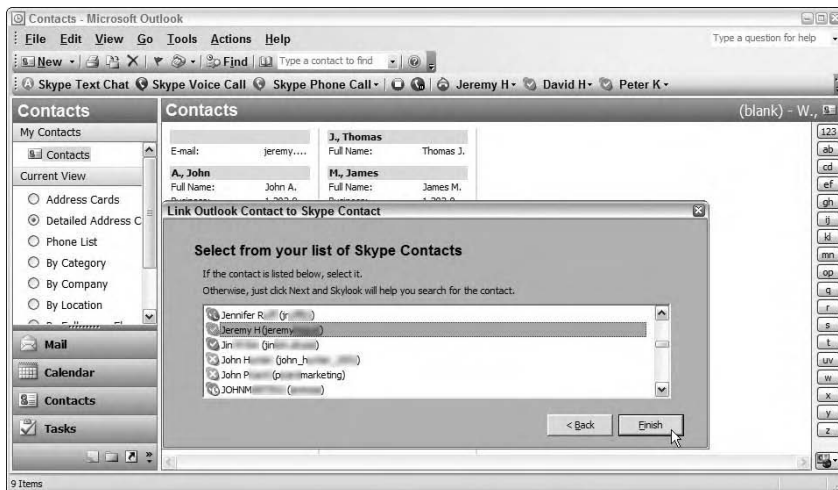 Contacts - Microsoft Outlook
File Edit View Go Tools Actions Help
Type a question for help
New Find Type a contact to find
Skype Text Chat Skype Voice Call Skype Phone Call Jeremy H David H Peter K
Contacts
My Contacts
Contacts
Current View
Address Cards
Detailed Address C
Phone List
By Category
By Company
By Location
Mail
Calendar
Contacts
Tasks
9 Items
Contacts (blank) - W.,
E-mail: jeremy....
A., John
Full Name: John A.
J., Thomas
Full Name: Thomas J.
M., James
Full Name: James M.
Link Outlook Contact to Skype Contact
Select from your list of Skype Contacts
If the contact is listed below, select it.
Otherwise, just click Next and Skylook will help you search for the contact.
Jennifer R
Jeremy H (jeremy
Jin (jin
John H (john_h
John P (p marketing)
JOHNM
< Back Finish
123
ab
cd
ef
gh
ij
kl
mn
op
q
r
s
t
uv
w
x
y
z